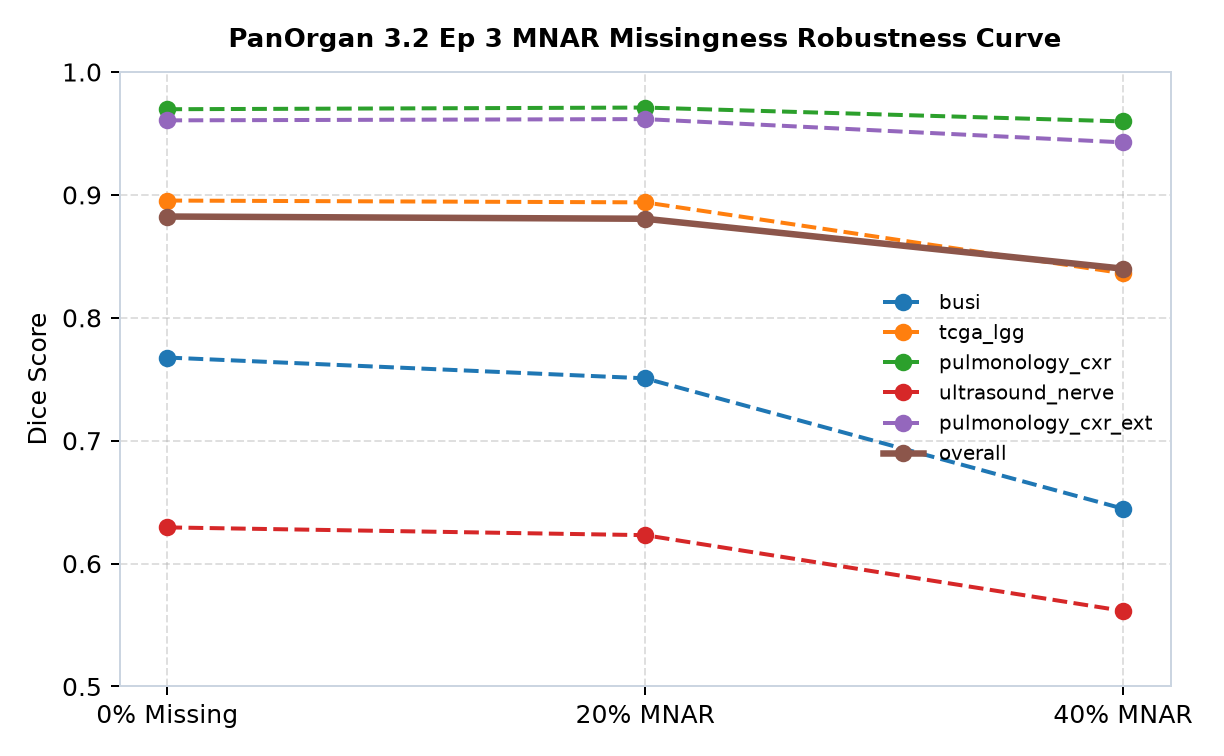 PanOrgan 3.2 Ep 3 MNAR Missingness Robustness Curve
Dice Score
1.0
0.9
0.8
0.7
0.6
0.5
busi
tcga_lgg
pulmonology_cxr
ultrasound_nerve
pulmonology_cxr_ext
overall
0% Missing
20% MNAR
40% MNAR